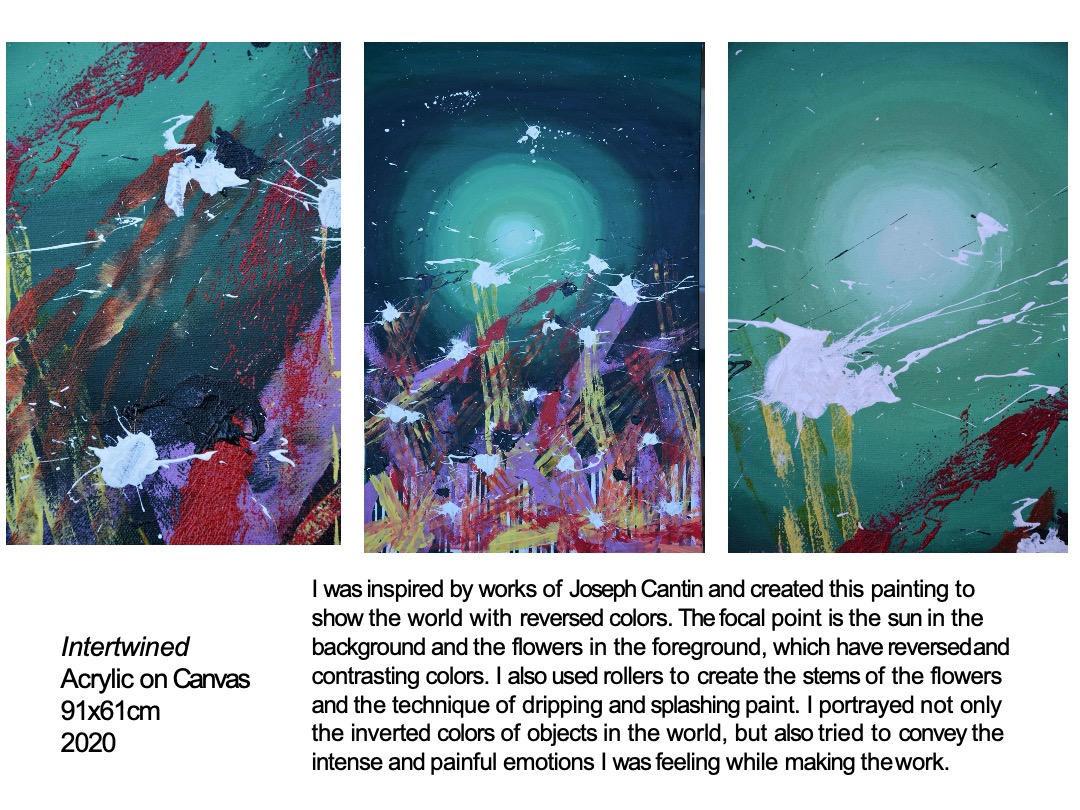 Intertwined
Acrylic on Canvas
91x61cm
2020
I was inspired by works of Joseph Cantin and created this painting to
show the world with reversed colors. The focal point is the sun in the
background and the flowers in the foreground, which have reversed and
contrasting colors. I also used rollers to create the stems of the flowers
and the technique of dripping and splashing paint. I portrayed not only
the inverted colors of objects in the world, but also tried to convey the
intense and painful emotions I was feeling while making the work.